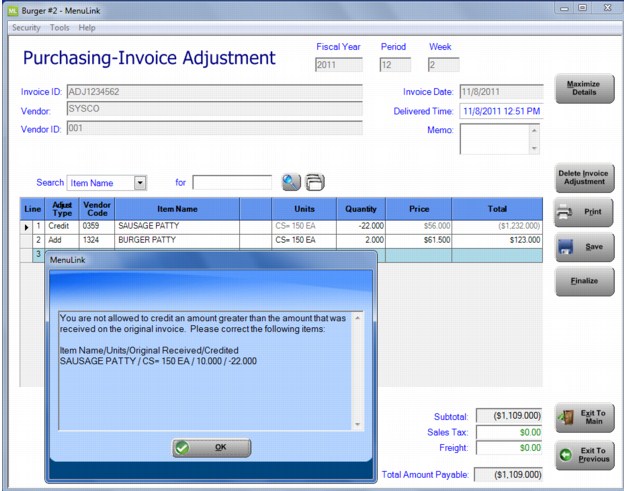 Burger #2 - MenuLink
Security Tools Help
Purchasing-Invoice Adjustment
Fiscal Year Period Week
2011 12 2
Invoice ID: ADJ1234562
Invoice Date: 11/8/2011
Maximize Details
Vendor: SYSCO
Delivered Time: 11/8/2011 12:51 PM
Vendor ID: 001
Memo:
Delete Invoice Adjustment
Search Item Name for
Line Adjust Type Vendor Code Item Name Units Quantity Price Total
1 Credit 0359 SAUSAGE PATTY CS= 150 EA -22.000 $56.000 ($1,232.000)
2 Add 1324 BURGER PATTY CS= 150 EA 2.000 $61.500 $123.000
3
Print
Save
Finalize
MenuLink
You are not allowed to credit an amount greater than the amount that was
received on the original invoice. Please correct the following items:
Item Name/Units/Original Received/Credited
SAUSAGE PATTY / CS= 150 EA / 10.000 / -22.000
OK
Subtotal: ($1,109.000)
Sales Tax: $0.00
Freight: $0.00
Total Amount Payable: ($1,109.000)
Exit To Main
Exit To Previous